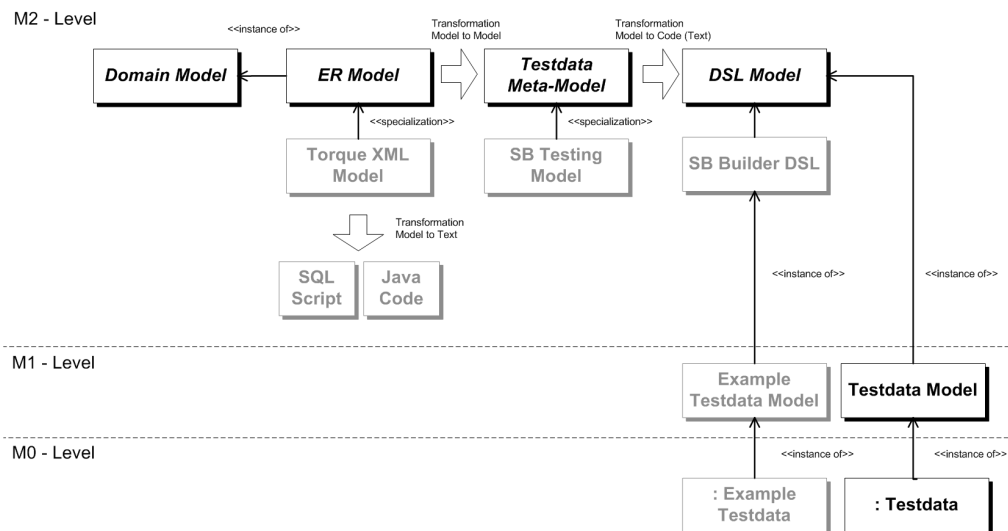 M2 - Level
<<instance of>>
Transformation
Model to Model
Transformation
Model to Code (Text)
Domain Model
ER Model
Testdata
Meta-Model
DSL Model
<<specialization>>
<<specialization>>
Torque XML
Model
SB Testing
Model
SB Builder DSL
Transformation
Model to Text
SQL
Script
Java
Code
<<instance of>>
<<instance of>>
M1 - Level
Example
Testdata Model
Testdata Model
M0 - Level
<<instance of>>
<<instance of>>
: Example
Testdata
: Testdata